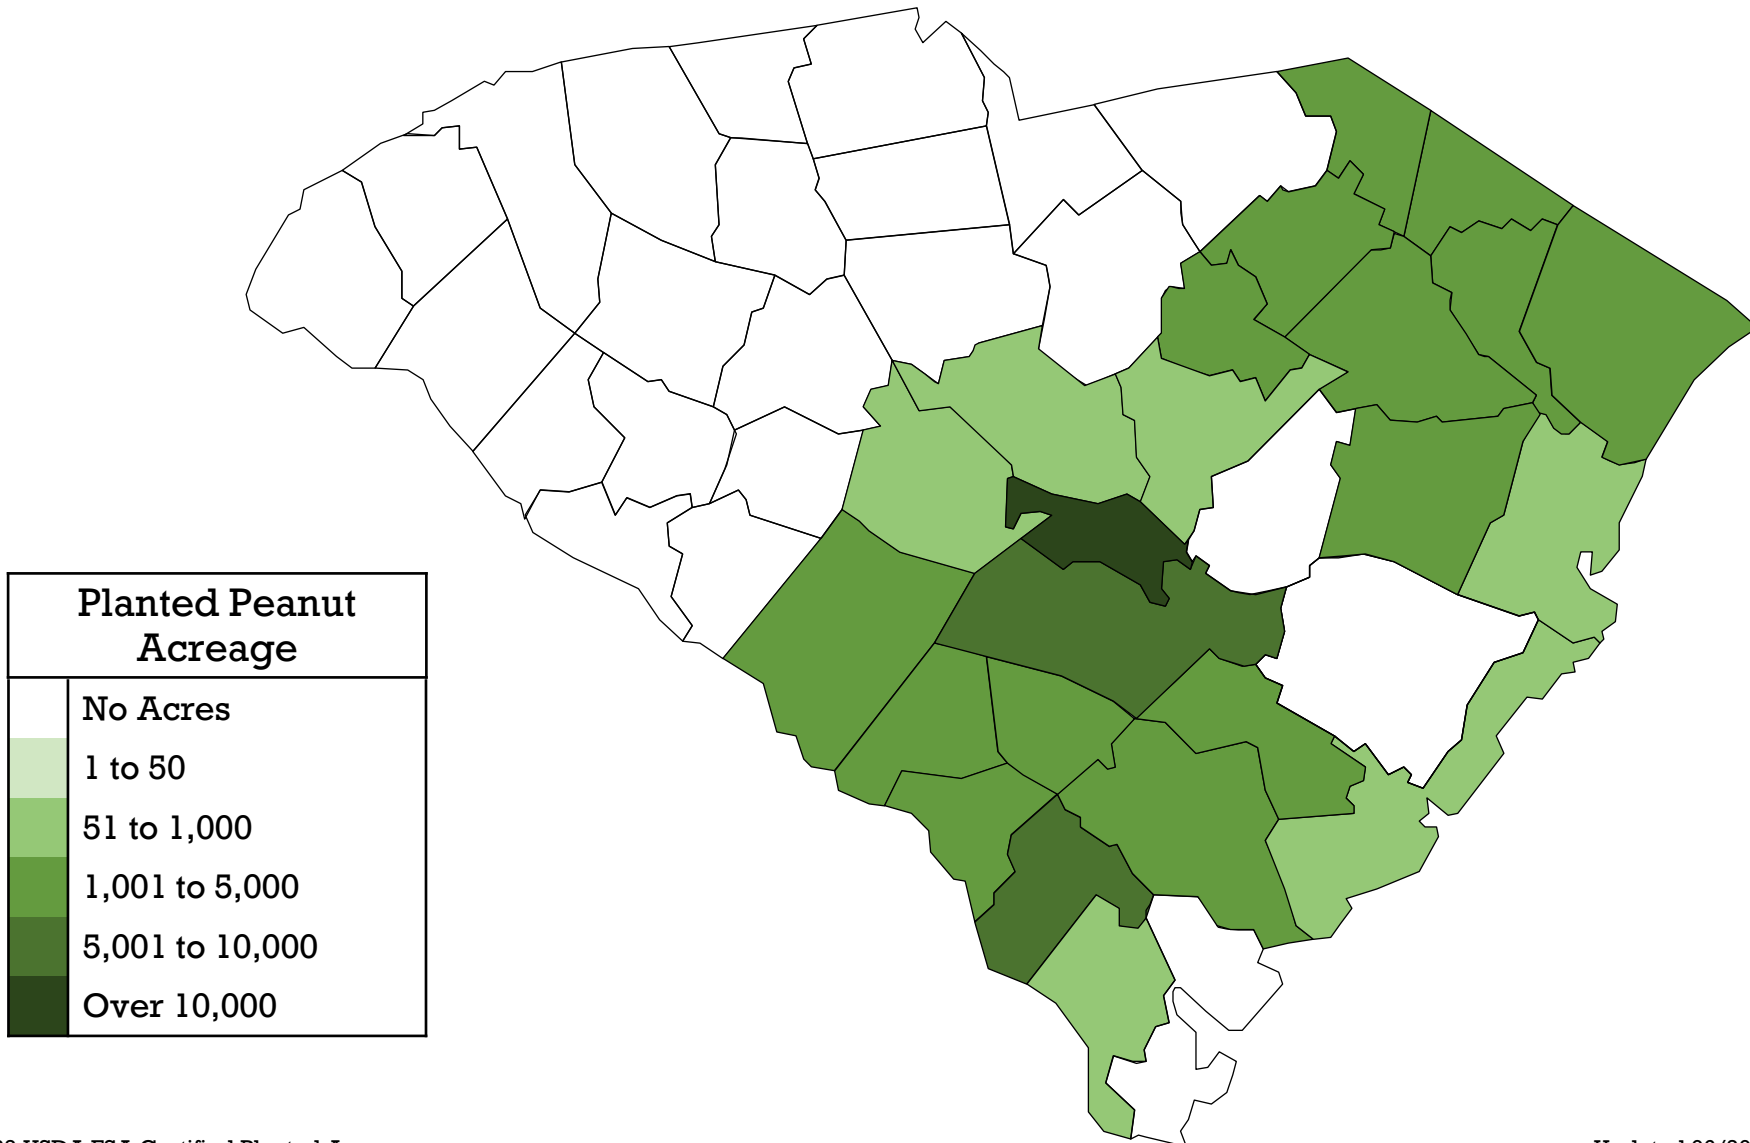 Planted Peanut
Acreage
No Acres
1 to 50
51 to 1,000
1,001 to 5,000
5,001 to 10,000
Over 10,000